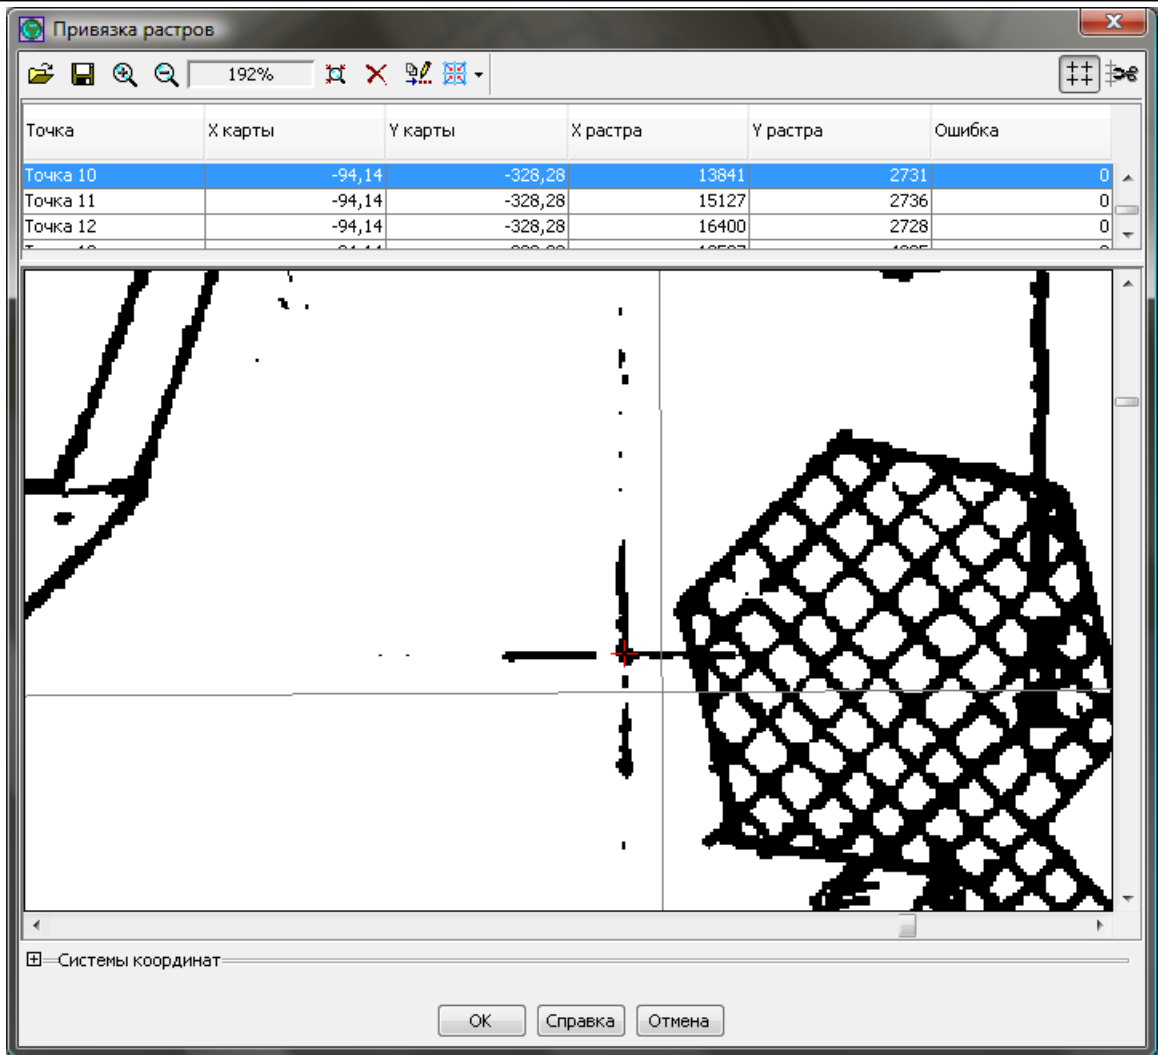 Привязка растров
192%
Точка X карты Y карты X растра Y растра Ошибка
Точка 10 -94,14 -328,28 13841 2731 0
Точка 11 -94,14 -328,28 15127 2736 0
Точка 12 -94,14 -328,28 16400 2728 0
Системы координат
OK Справка Отмена